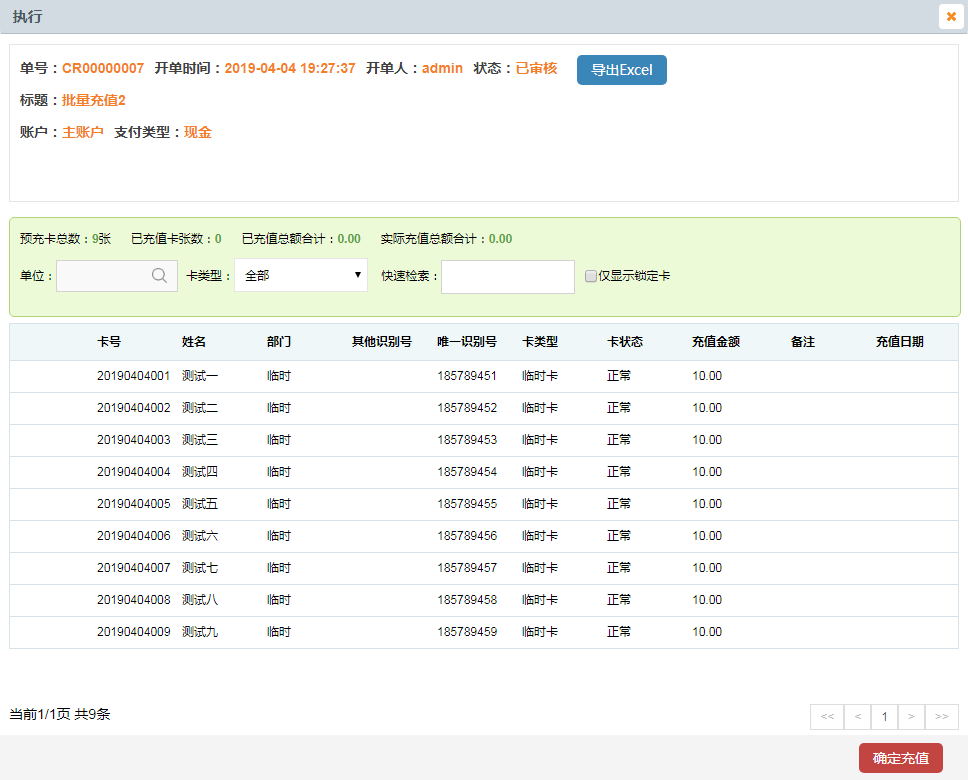 执行
单号：CR00000007 开单时间：2019-04-04 19:27:37 开单人：admin 状态：已审核 导出Excel
标题：批量充值2
账户：主账户 支付类型：现金
预充卡总数：9张 已充值卡张数：0 已充值总额合计：0.00 实际充值总额合计：0.00
单位： 卡类型： 全部 快速检索： 仅显示锁定卡
卡号 姓名 部门 其他识别号 唯一识别号 卡类型 卡状态 充值金额 备注 充值日期
20190404001 测试一 临时 185789451 临时卡 正常 10.00
20190404002 测试二 临时 185789452 临时卡 正常 10.00
20190404003 测试三 临时 185789453 临时卡 正常 10.00
20190404004 测试四 临时 185789454 临时卡 正常 10.00
20190404005 测试五 临时 185789455 临时卡 正常 10.00
20190404006 测试六 临时 185789456 临时卡 正常 10.00
20190404007 测试七 临时 185789457 临时卡 正常 10.00
20190404008 测试八 临时 185789458 临时卡 正常 10.00
20190404009 测试九 临时 185789459 临时卡 正常 10.00
当前1/1页 共9条 << < 1 > >>
确定充值